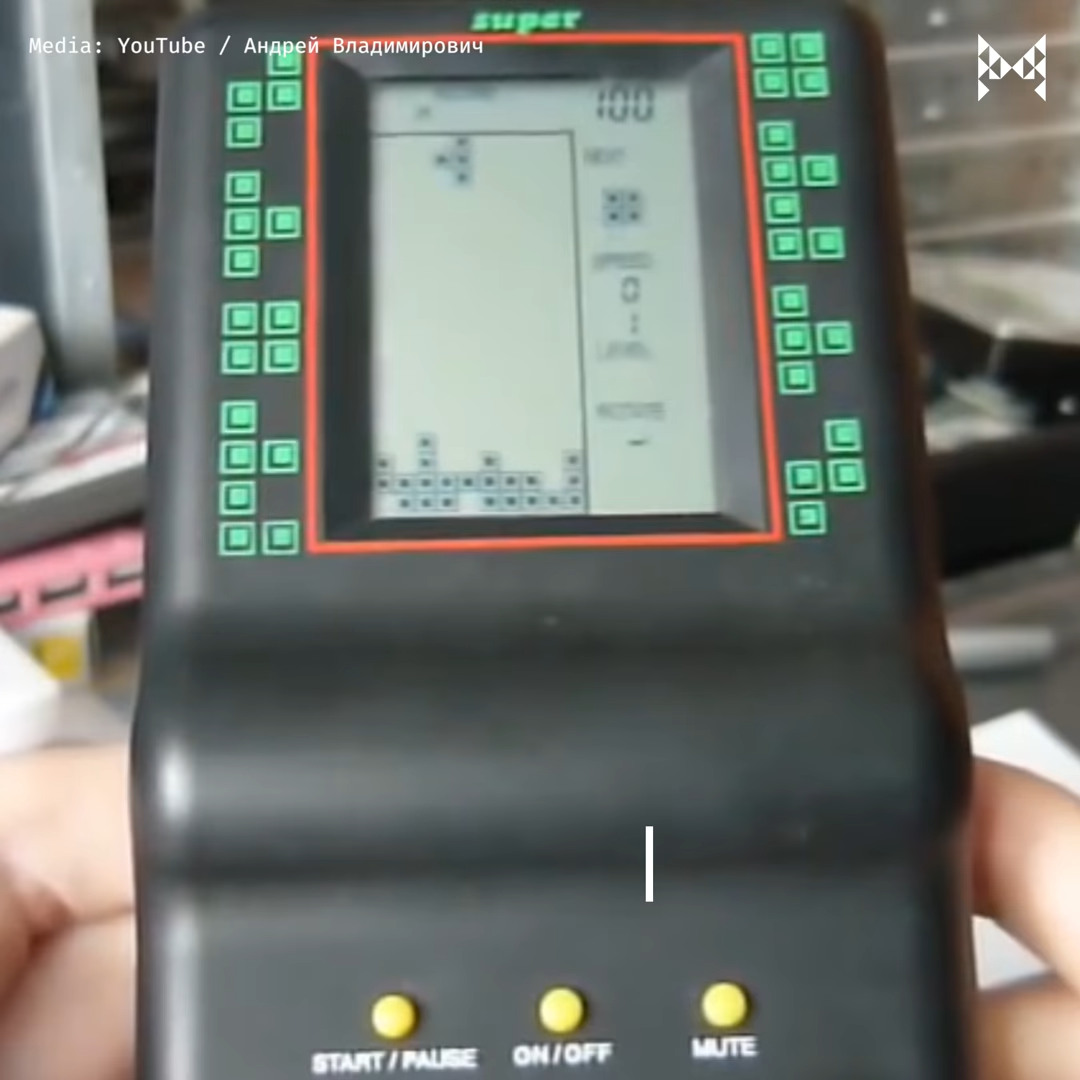 super
Media: YouTube / Андрей Владимирович
100
NEXT
SPEED
0
1
LEVEL
ROTATE
START / PAUSE
ON / OFF
MUTE